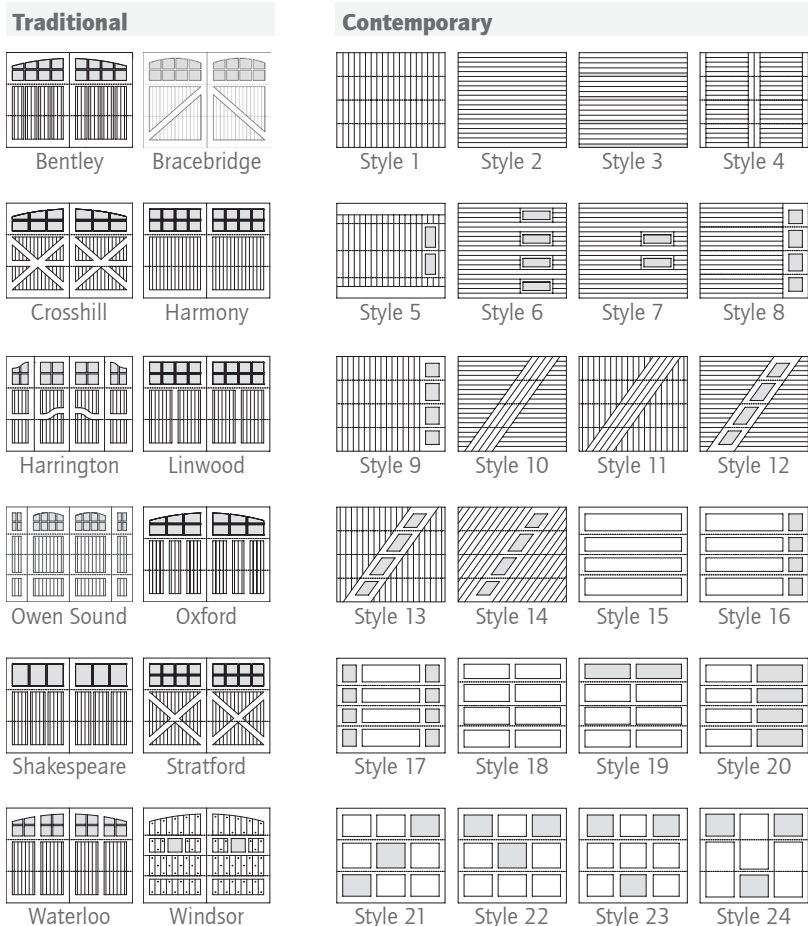 Traditional
Bentley Bracebridge
Crosshill Harmony
Harrington Linwood
Owen Sound Oxford
Shakespeare Stratford
Waterloo Windsor
Contemporary
Style 1 Style 2 Style 3 Style 4
Style 5 Style 6 Style 7 Style 8
Style 9 Style 10 Style 11 Style 12
Style 13 Style 14 Style 15 Style 16
Style 17 Style 18 Style 19 Style 20
Style 21 Style 22 Style 23 Style 24